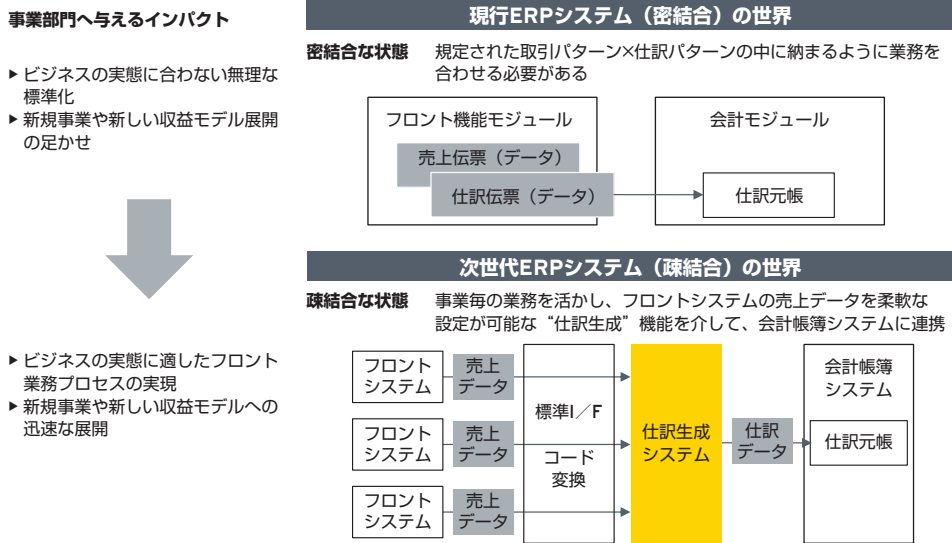 事業部門へ与えるインパクト
▶ ビジネスの実態に合わない無理な
標準化
▶ 新規事業や新しい収益モデル展開
の足かせ
▶ ビジネスの実態に適したフロント
業務プロセスの実現
▶ 新規事業や新しい収益モデルへの
迅速な展開
現行ERPシステム（密結合）の世界
密結合な状態 規定された取引パターン×仕訳パターンの中に納まるように業務を
合わせる必要がある
フロント機能モジュール
売上伝票（データ）
仕訳伝票（データ）
会計モジュール
仕訳元帳
次世代ERPシステム（疎結合）の世界
疎結合な状態 事業毎の業務を活かし、フロントシステムの売上データを柔軟な
設定が可能な“仕訳生成”機能を介して、会計帳簿システムに連携
フロント
システム
売上
データ
フロント
システム
売上
データ
フロント
システム
売上
データ
標準I／F
コード
変換
仕訳生成
システム
仕訳
データ
会計帳簿
システム
仕訳元帳